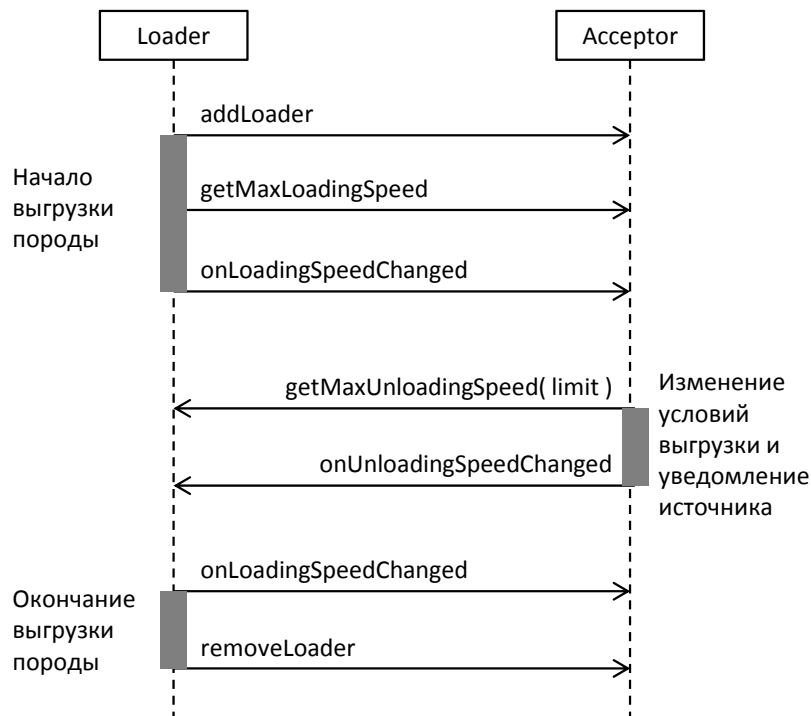 Loader
Acceptor
addLoader
Начало
выгрузки
породы
getMaxLoadingSpeed
onLoadingSpeedChanged
getMaxUnloadingSpeed( limit )
Изменение
условий
выгрузки и
уведомление
источника
onUnloadingSpeedChanged
onLoadingSpeedChanged
Окончание
выгрузки
породы
removeLoader